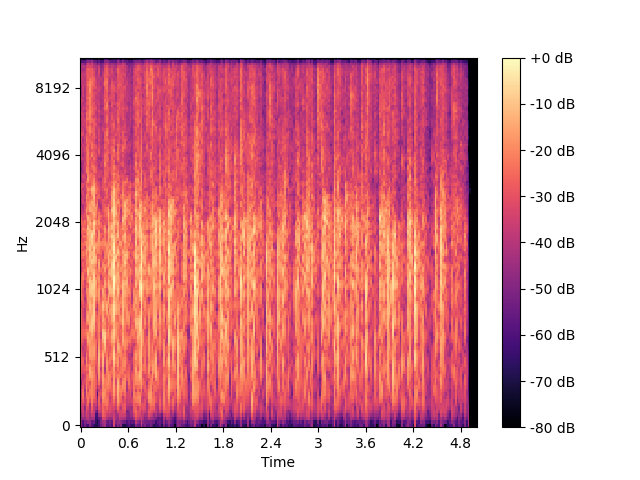 +0 dB
8192
-10 dB
4096
-20 dB
-30 dB
2048
Hz
-40 dB
1024
-50 dB
-60 dB
512
-70 dB
0
-80 dB
0 0.6 1.2 1.8 2.4 3 3.6 4.2 4.8
Time